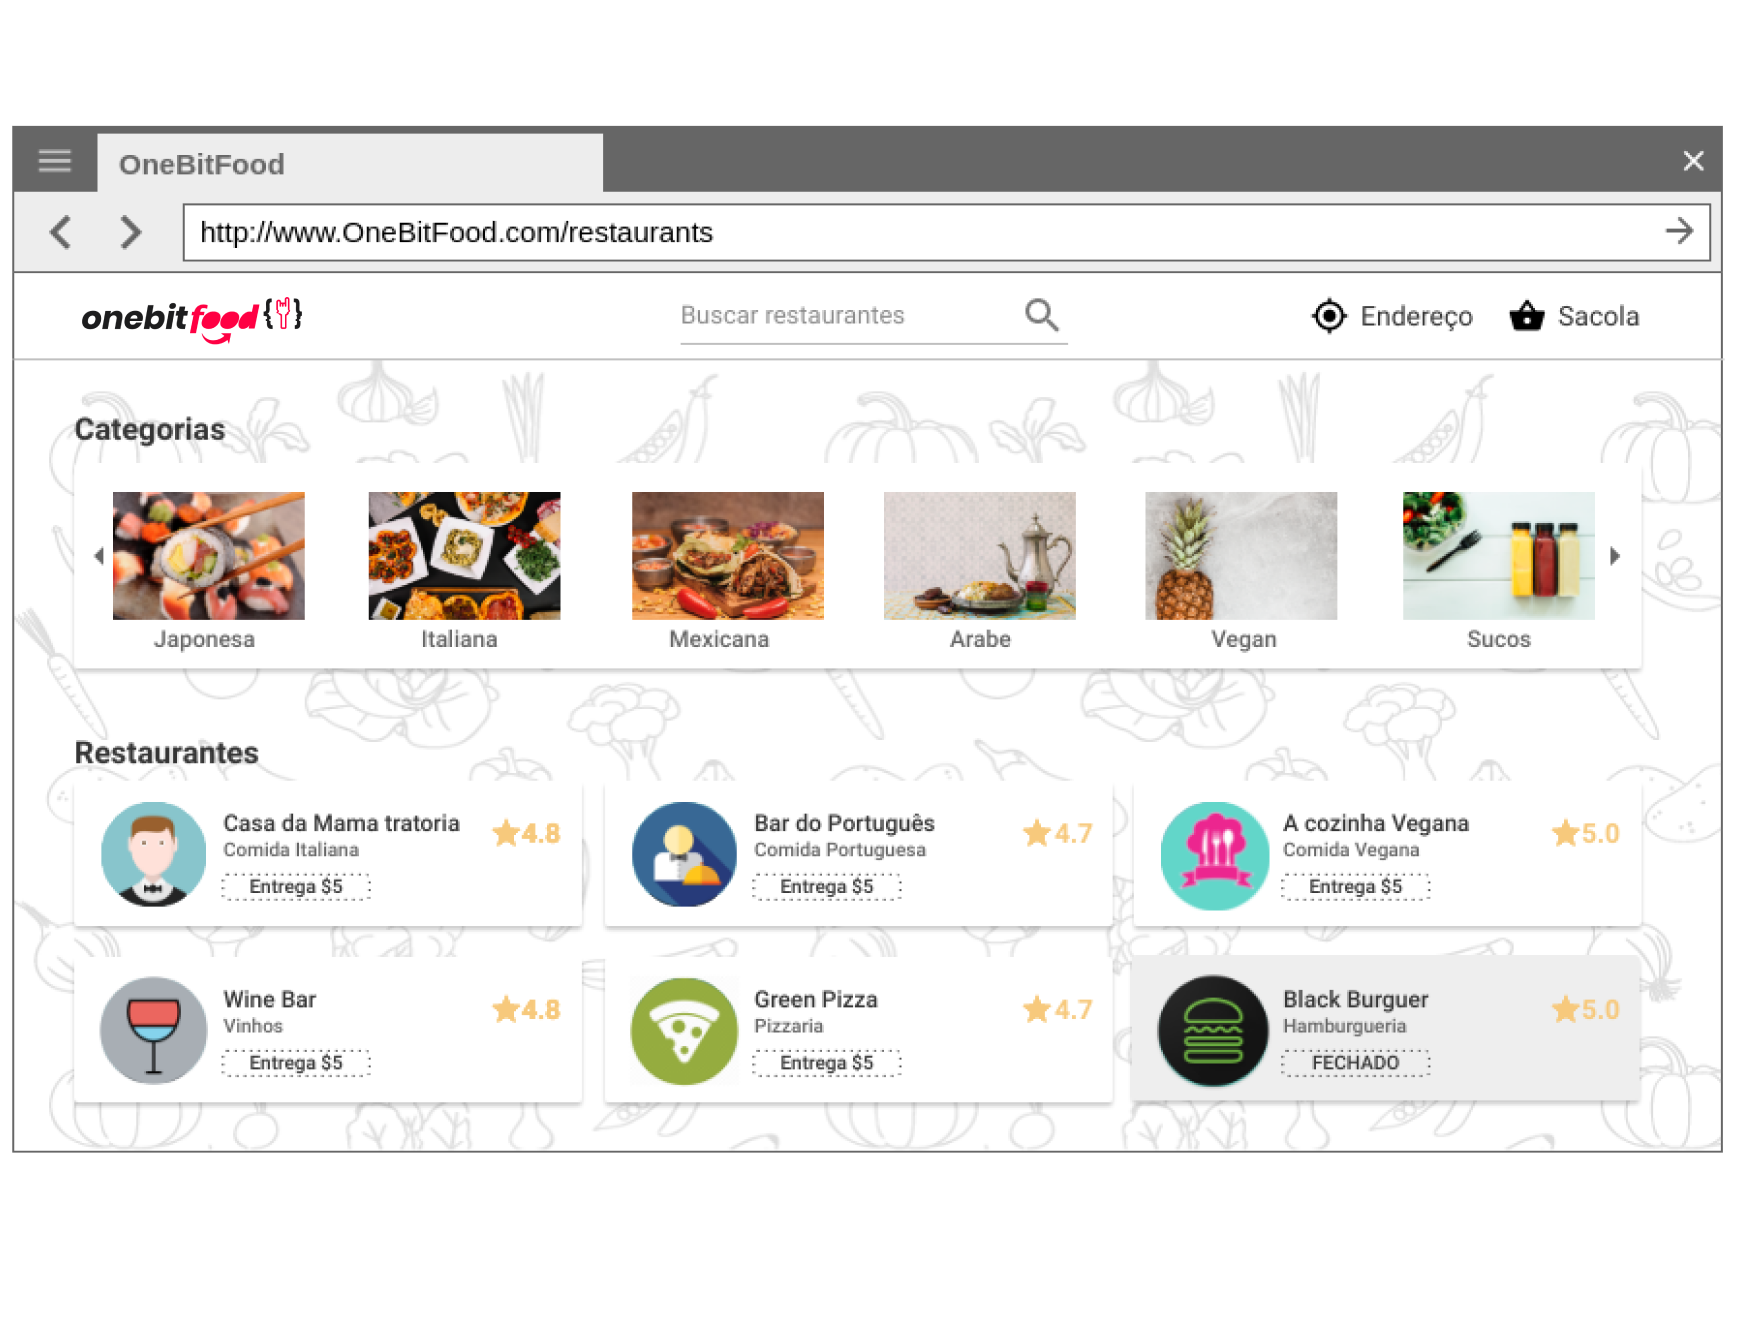 OneBitFood
http://www.OneBitFood.com/restaurants
onebitfood{}
Buscar restaurantes
Endereço
Sacola
Categorias
Japonesa
Italiana
Mexicana
Arabe
Vegan
Sucos
Restaurantes
Casa da Mama tratoria
Comida Italiana
Entrega $5
4.8
Bar do Português
Comida Portuguesa
Entrega $5
4.7
A cozinha Vegana
Comida Vegana
Entrega $5
5.0
Wine Bar
Vinhos
Entrega $5
4.8
Green Pizza
Pizzaria
Entrega $5
4.7
Black Burguer
Hamburgueria
FECHADO
5.0